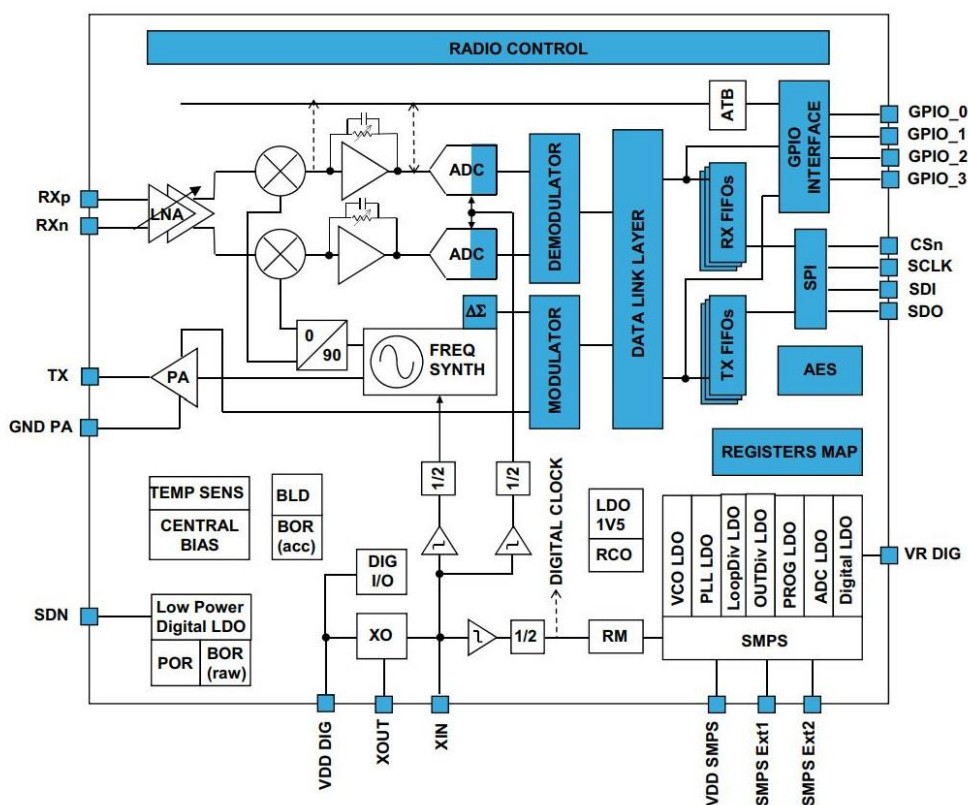 RADIO CONTROL
ATB
GPIO
INTERFACE
GPIO_0
GPIO_1
GPIO_2
GPIO_3
RXp
RXn
LNA
ADC
ADC
DEMODULATOR
DATA LINK LAYER
RX FIFOs
SPI
CSn
SCLK
SDI
SDO
ΔΣ
0
90
FREQ
SYNTH
MODULATOR
TX FIFOs
AES
TX
PA
GND PA
REGISTERS MAP
1/2
1/2
TEMP SENS
CENTRAL
BIAS
BLD
BOR
(acc)
DIGITAL CLOCK
LDO
1V5
RCO
VCO LDO
PLL LDO
LoopDiv LDO
OUTDiv LDO
PROG LDO
ADC LDO
Digital LDO
VR DIG
DIG
I/O
SDN
Low Power
Digital LDO
POR
BOR
(raw)
XO
1/2
RM
SMPS
VDD DIG
XOUT
XIN
VDD SMPS
SMPS Ext1
SMPS Ext2